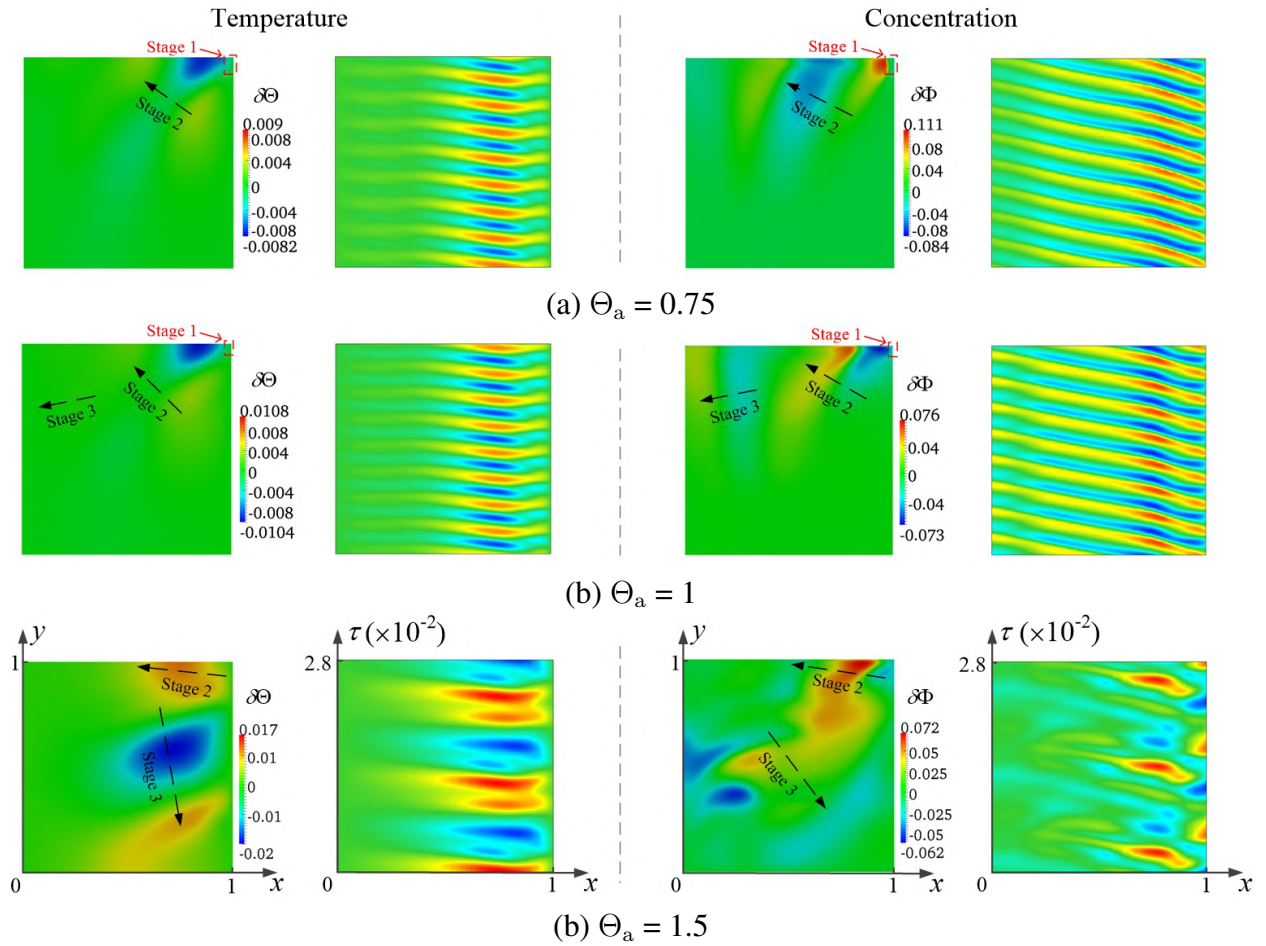 Temperature
Concentration
Stage 1
Stage 2
δΘ
0.009
0.008
0.004
0
-0.004
-0.008
-0.0082
Stage 1
Stage 2
δΦ
0.111
0.08
0.04
0
-0.04
-0.08
-0.084
(a) Θa = 0.75
Stage 1
Stage 2
Stage 3
δΘ
0.0108
0.008
0.004
0
-0.004
-0.008
-0.0104
Stage 1
Stage 2
Stage 3
δΦ
0.076
0.04
0
-0.04
-0.073
(b) Θa = 1
y
1
Stage 2
Stage 3
0
1
x
δΘ
0.017
0.01
0
-0.01
-0.02
τ (×10-2)
2.8
0
1
x
y
1
Stage 2
Stage 3
0
1
x
δΦ
0.072
0.05
0.025
0
-0.025
-0.05
-0.062
τ (×10-2)
2.8
0
1
x
(b) Θa = 1.5